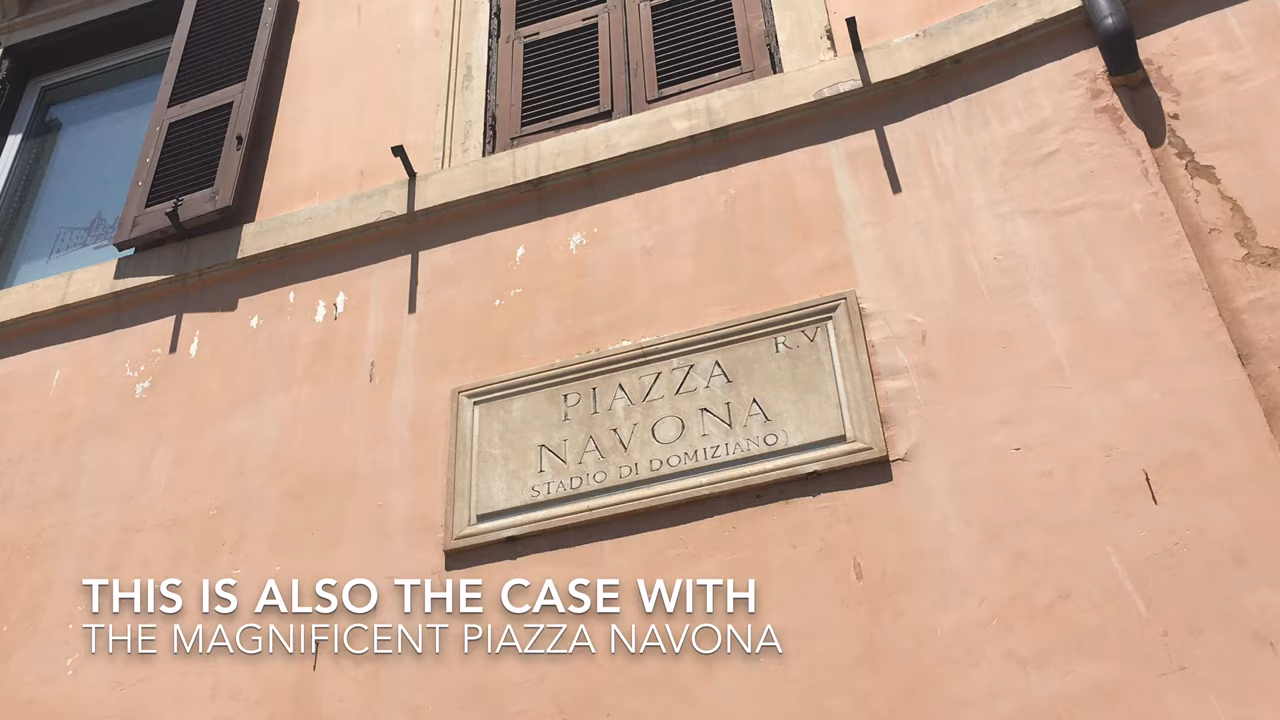 R.V
PIAZZA
NAVONA
(STADIO DI DOMIZIANO)
THIS IS ALSO THE CASE WITH
THE MAGNIFICENT PIAZZA NAVONA